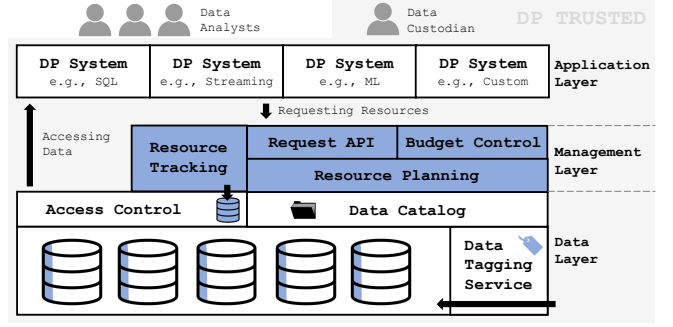 Data
Analysts
Data
Custodian
DP TRUSTED
DP System
e.g., SQL
DP System
e.g., Streaming
DP System
e.g., ML
DP System
e.g., Custom
Application
Layer
Requesting Resources
Accessing
Data
Resource
Tracking
Request API
Budget Control
Resource Planning
Management
Layer
Access Control
Data Catalog
Data
Tagging
Service
Data
Layer